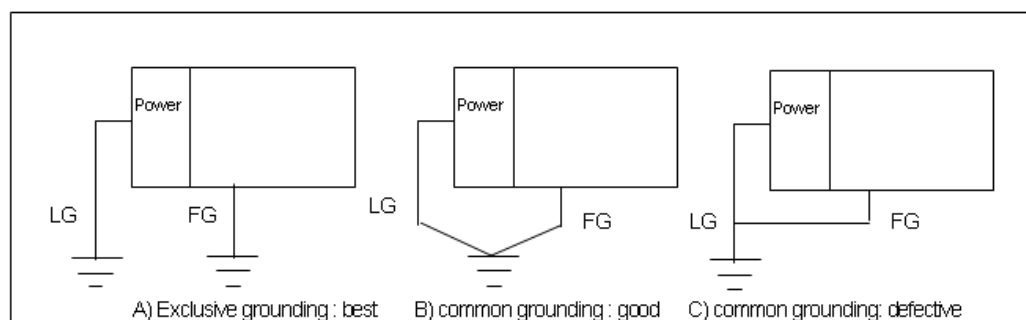 Power
Power
Power
LG
FG
LG
FG
LG
FG
A) Exclusive grounding : best
B) common grounding : good
C) common grounding: defective